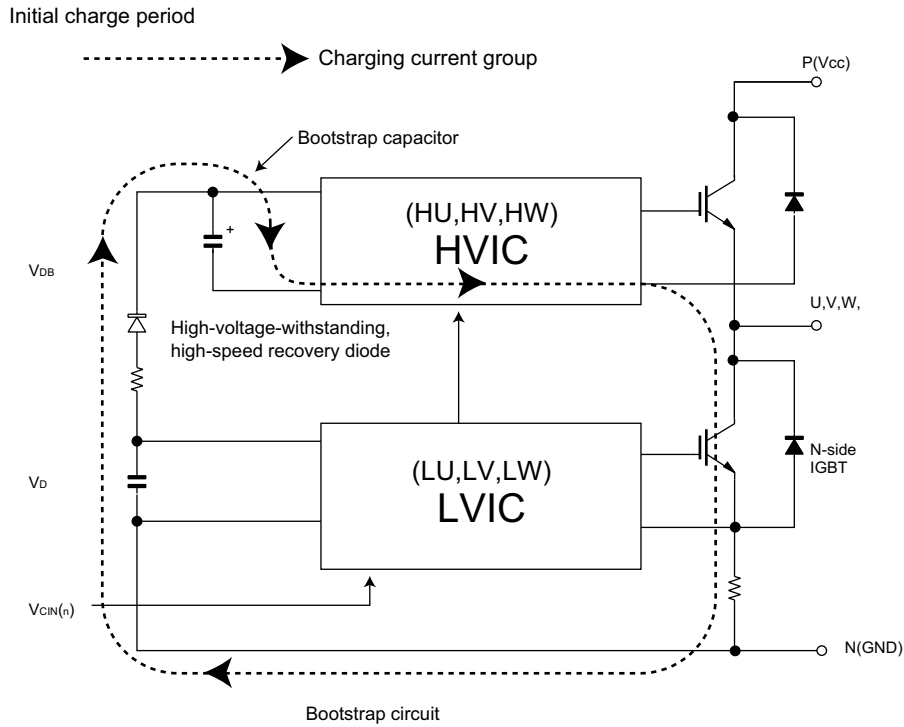 Initial charge period
Charging current group
P(Vcc)
Bootstrap capacitor
+
(HU,HV,HW)
HVIC
VDB
U,V,W,
High-voltage-withstanding,
high-speed recovery diode
N-side
IGBT
(LU,LV,LW)
LVIC
VD
VCIN(n)
N(GND)
Bootstrap circuit